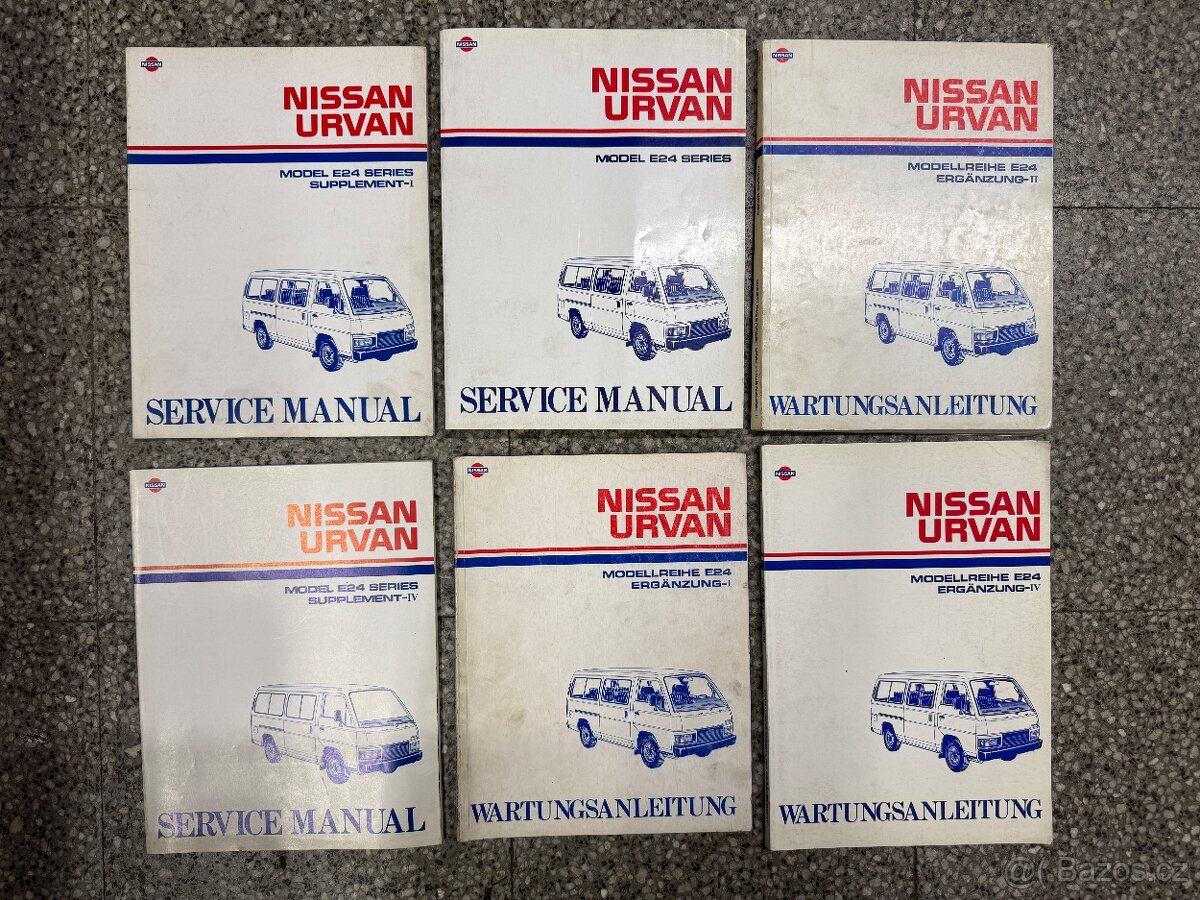 NISSAN
NISSAN
URVAN
MODEL E24 SERIES
SUPPLEMENT-I
SERVICE MANUAL
NISSAN
NISSAN
URVAN
MODEL E24 SERIES
SERVICE MANUAL
NISSAN
NISSAN
URVAN
MODELLREIHE E24
ERGÄNZUNG-II
WARTUNGSANLEITUNG
NISSAN
NISSAN
URVAN
MODEL E24 SERIES
SUPPLEMENT-IV
SERVICE MANUAL
NISSAN
NISSAN
URVAN
MODELLREIHE E24
ERGÄNZUNG-I
WARTUNGSANLEITUNG
NISSAN
NISSAN
URVAN
MODELLREIHE E24
ERGÄNZUNG-IV
WARTUNGSANLEITUNG
@( Bazos.cz